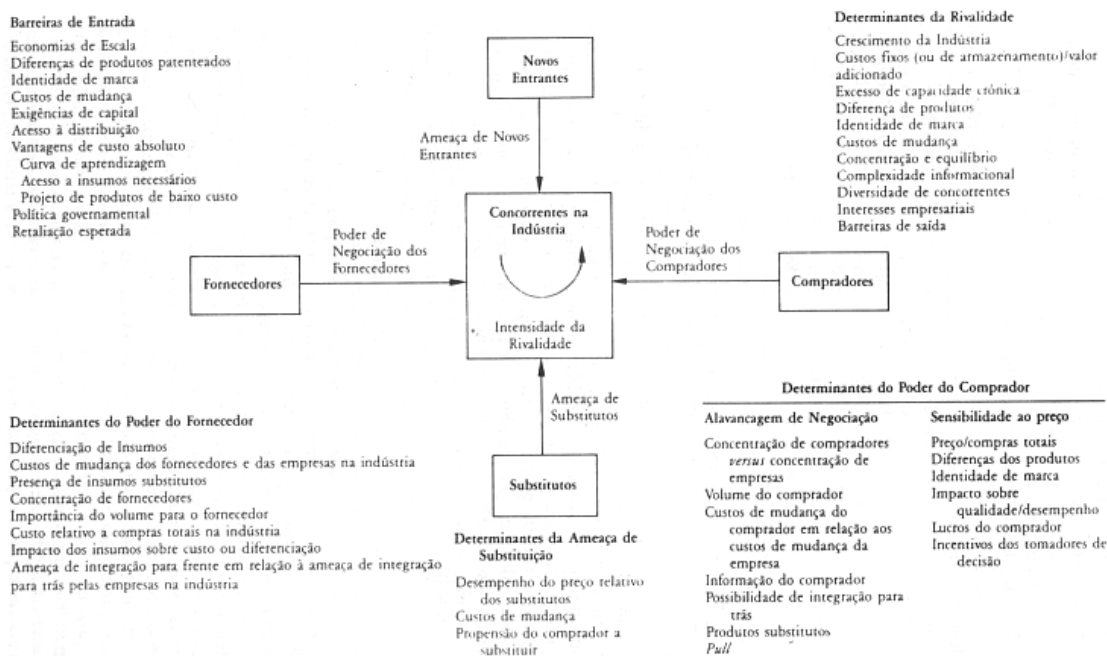 Barreiras de Entrada
Economias de Escala
Diferenças de produtos patenteados
Identidade de marca
Custos de mudança
Exigências de capital
Acesso à distribuição
Vantagens de custo absoluto
Curva de aprendizagem
Acesso a insumos necessários
Projeto de produtos de baixo custo
Política governamental
Retaliação esperada
Novos
Entrantes
Ameaça de Novos
Entrantes
Determinantes da Rivalidade
Crescimento da Indústria
Custos fixos (ou de armazenamento)/valor
adicionado
Excesso de capacidade crônica
Diferença de produtos
Identidade de marca
Custos de mudança
Concentração e equilíbrio
Complexidade informacional
Diversidade de concorrentes
Interesses empresariais
Barreiras de saída
Fornecedores
Poder de
Negociação dos
Fornecedores
Concorrentes na
Indústria
Intensidade da
Rivalidade
Poder de
Negociação dos
Compradores
Compradores
Ameaça de
Substitutos
Substitutos
Determinantes do Poder do Fornecedor
Diferenciação de Insumos
Custos de mudança dos fornecedores e das empresas na indústria
Presença de insumos substitutos
Concentração de fornecedores
Importância do volume para o fornecedor
Custo relativo a compras totais na indústria
Impacto dos insumos sobre custo ou diferenciação
Ameaça de integração para frente em relação à ameaça de integração
para trás pelas empresas na indústria
Determinantes da Ameaça de
Substituição
Desempenho do preço relativo
dos substitutos
Custos de mudança
Propensão do comprador a
substituir
Determinantes do Poder do Comprador
Alavancagem de Negociação
Concentração de compradores
versus concentração de
empresas
Volume do comprador
Custos de mudança do
comprador em relação aos
custos de mudança da
empresa
Informação do comprador
Possibilidade de integração para
trás
Produtos substitutos
Pull
Sensibilidade ao preço
Preço/compras totais
Diferenças dos produtos
Identidade de marca
Impacto sobre
qualidade/desempenho
Lucros do comprador
Incentivos dos tomadores de
decisão